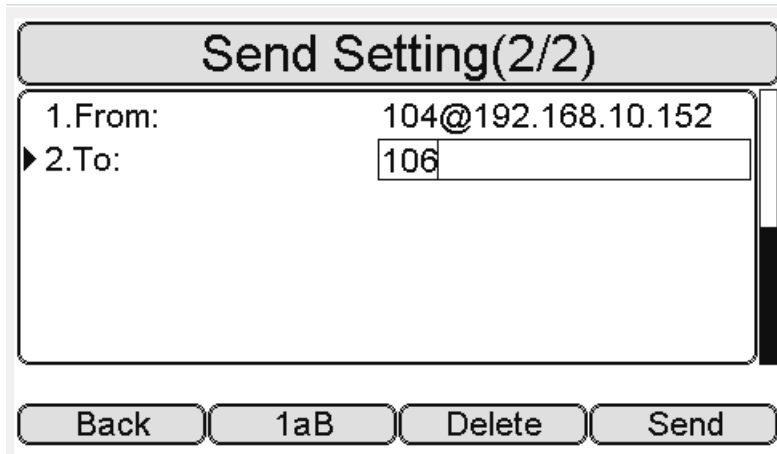 Send Setting(2/2)
1.From: 104@192.168.10.152
2.To: 106
Back 1aB Delete Send